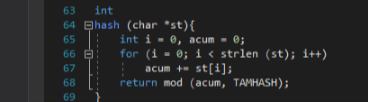 63 int
64 hash (char *st){
65 int i = 0, acum = 0;
66 for (i = 0; i < strlen (st); i++)
67 acum += st[i];
68 return mod (acum, TAMHASH);
69 }